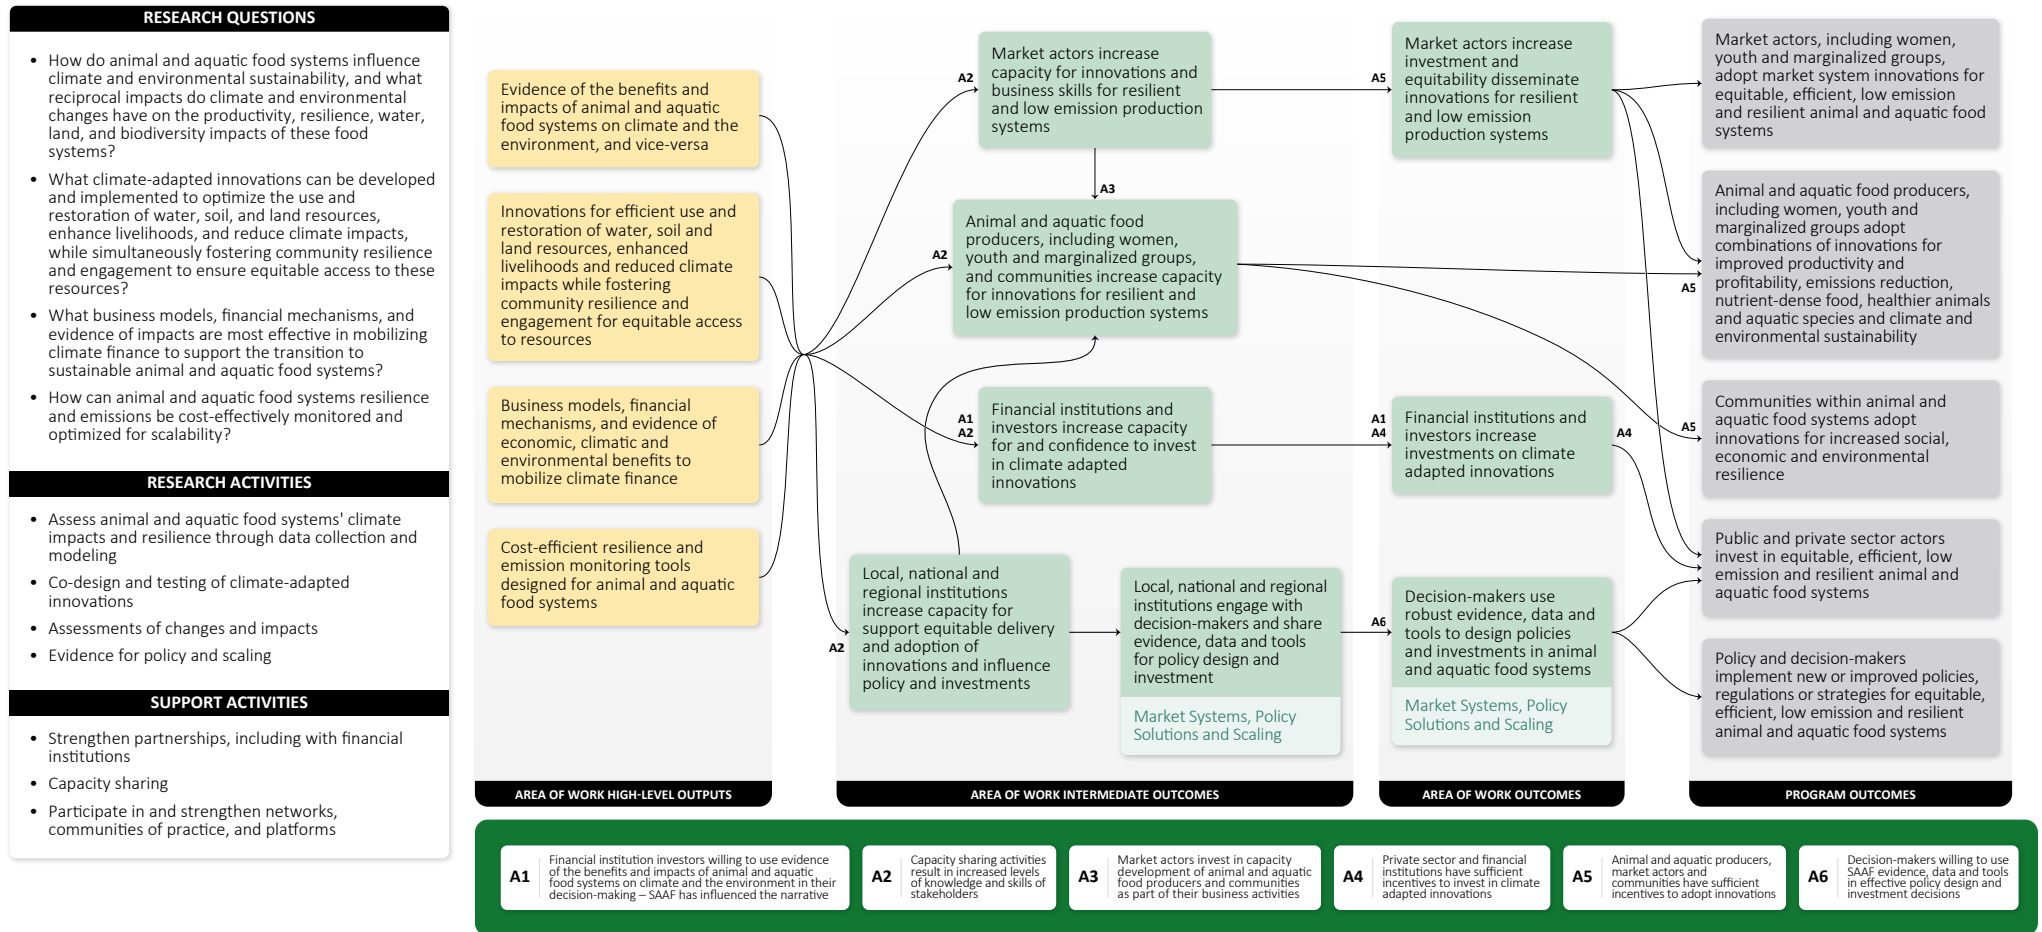 RESEARCH QUESTIONS
• How do animal and aquatic food systems influence
climate and environmental sustainability, and what
reciprocal impacts do climate and environmental
changes have on the productivity, resilience, water,
land, and biodiversity impacts of these food
systems?
• What climate-adapted innovations can be developed
and implemented to optimize the use and
restoration of water, soil, and land resources,
enhance livelihoods, and reduce climate impacts,
while simultaneously fostering community resilience
and engagement to ensure equitable access to these
resources?
• What business models, financial mechanisms, and
evidence of impacts are most effective in mobilizing
climate finance to support the transition to
sustainable animal and aquatic food systems?
• How can animal and aquatic food systems resilience
and emissions be cost-effectively monitored and
optimized for scalability?
RESEARCH ACTIVITIES
• Assess animal and aquatic food systems' climate
impacts and resilience through data collection and
modeling
• Co-design and testing of climate-adapted
innovations
• Assessments of changes and impacts
• Evidence for policy and scaling
SUPPORT ACTIVITIES
• Strengthen partnerships, including with financial
institutions
• Capacity sharing
• Participate in and strengthen networks,
communities of practice, and platforms
Evidence of the benefits and
impacts of animal and aquatic
food systems on climate and the
environment, and vice-versa
Innovations for efficient use and
restoration of water, soil and
land resources, enhanced
livelihoods and reduced climate
impacts while fostering
community resilience and
engagement for equitable access
to resources
Business models, financial
mechanisms, and evidence of
economic, climatic and
environmental benefits to
mobilize climate finance
Cost-efficient resilience and
emission monitoring tools
designed for animal and aquatic
food systems
AREA OF WORK HIGH-LEVEL OUTPUTS
A2
Market actors increase
capacity for innovations and
business skills for resilient
and low emission production
systems
A3
A2
Animal and aquatic food
producers, including women,
youth and marginalized groups,
and communities increase capacity
for innovations for resilient and
low emission production systems
A1
A2
Financial institutions and
investors increase capacity
for and confidence to invest
in climate adapted
innovations
A2
Local, national and
regional institutions
increase capacity for
support equitable delivery
and adoption of
innovations and influence
policy and investments
Local, national and regional
institutions engage with
decision-makers and share
evidence, data and tools
for policy design and
investment
Market Systems, Policy
Solutions and Scaling
AREA OF WORK INTERMEDIATE OUTCOMES
A5
Market actors increase
investment and
equitability disseminate
innovations for resilient
and low emission
production systems
A1
A4
Financial institutions and
investors increase
investments on climate
adapted innovations
A4
A6
Decision-makers use
robust evidence, data and
tools to design policies
and investments in animal
and aquatic food systems
Market Systems, Policy
Solutions and Scaling
AREA OF WORK OUTCOMES
Market actors, including women,
youth and marginalized groups,
adopt market system innovations for
equitable, efficient, low emission
and resilient animal and aquatic food
systems
A5
Animal and aquatic food producers,
including women, youth and
marginalized groups adopt
combinations of innovations for
improved productivity and
profitability, emissions reduction,
nutrient-dense food, healthier animals
and aquatic species and climate and
environmental sustainability
A5
Communities within animal and
aquatic food systems adopt
innovations for increased social,
economic and environmental
resilience
Public and private sector actors
invest in equitable, efficient, low
emission and resilient animal and
aquatic food systems
Policy and decision-makers
implement new or improved policies,
regulations or strategies for equitable,
efficient, low emission and resilient
animal and aquatic food systems
PROGRAM OUTCOMES
A1
Financial institution investors willing to use evidence
of the benefits and impacts of animal and aquatic
food systems on climate and the environment in their
decision-making – SAAF has influenced the narrative
A2
Capacity sharing activities
result in increased levels
of knowledge and skills of
stakeholders
A3
Market actors invest in capacity
development of animal and aquatic
food producers and communities
as part of their business activities
A4
Private sector and financial
institutions have sufficient
incentives to invest in climate
adapted innovations
A5
Animal and aquatic producers,
market actors and
communities have sufficient
incentives to adopt innovations
A6
Decision-makers willing to use
SAAF evidence, data and tools
in effective policy design and
investment decisions